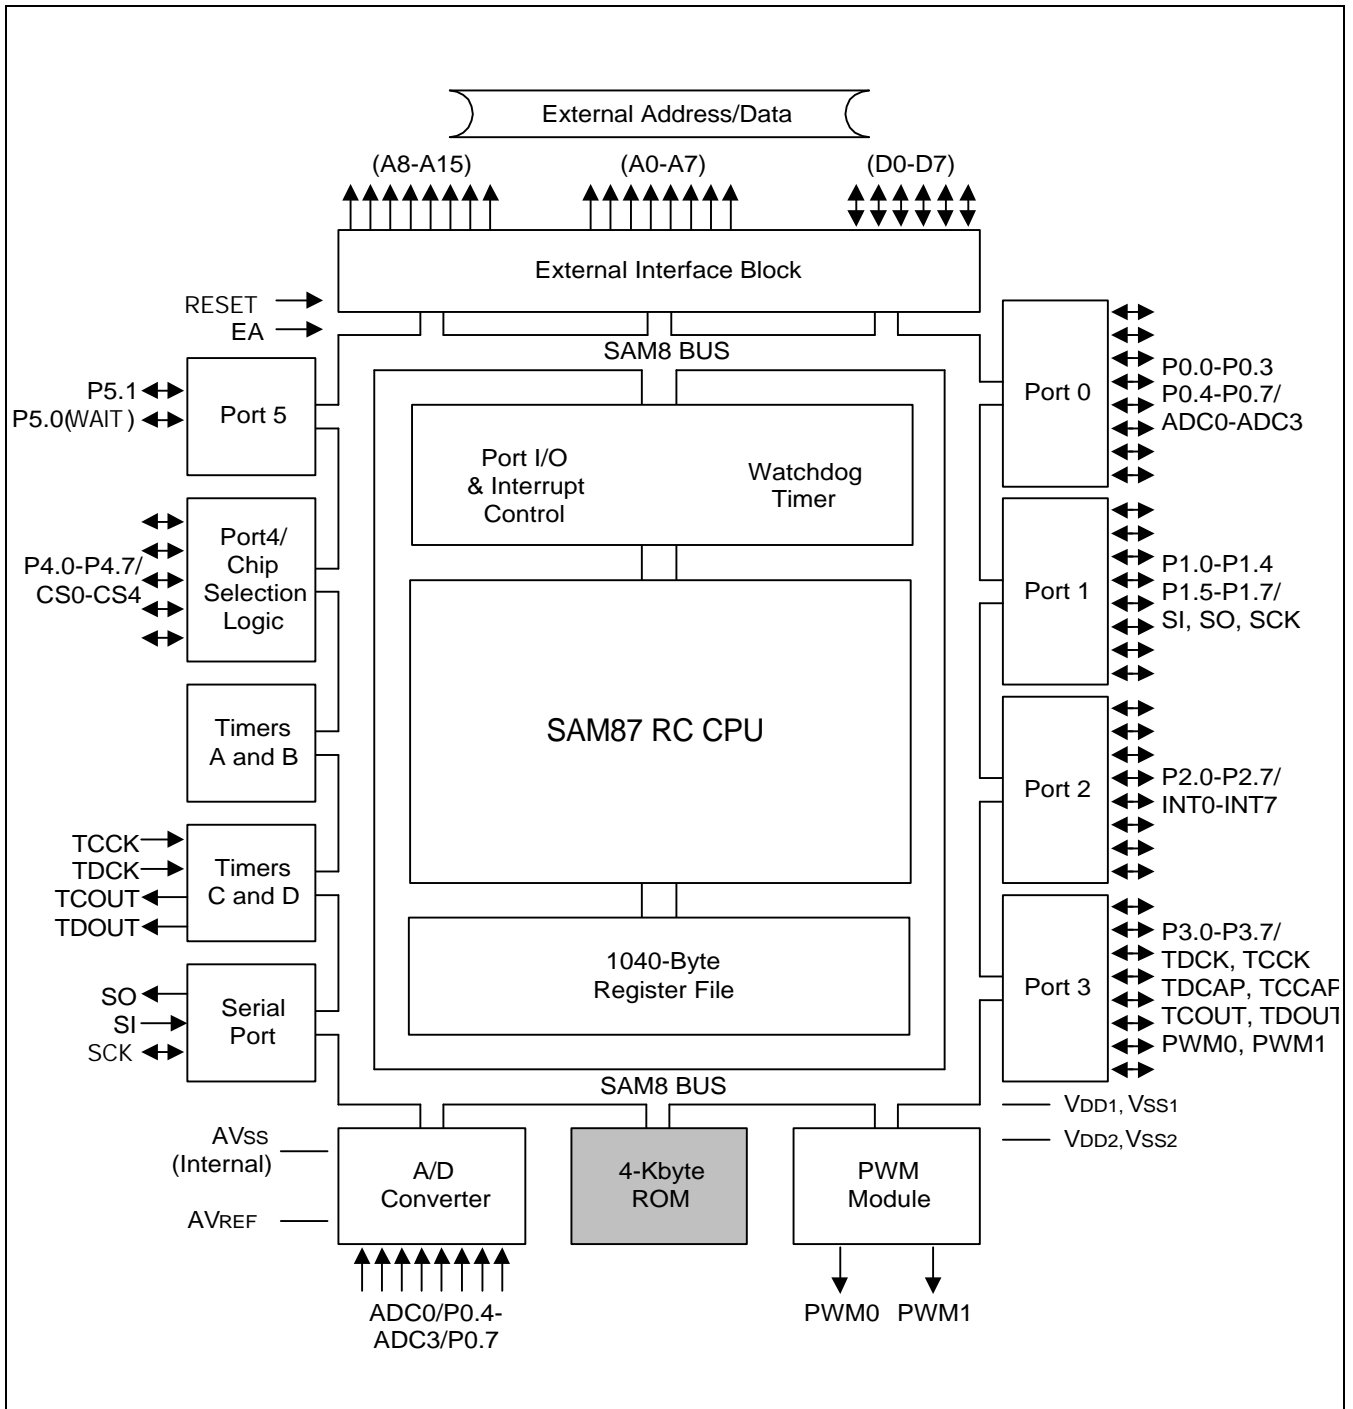 External Address/Data
(A8-A15)
(A0-A7)
(D0-D7)
External Interface Block
RESET
EA
SAM8 BUS
P5.1
P5.0(WAIT)
Port 5
Port 0
P0.0-P0.3
P0.4-P0.7/
ADC0-ADC3
Port I/O
& Interrupt
Control
Watchdog
Timer
P4.0-P4.7/
CS0-CS4
Port4/
Chip
Selection
Logic
Port 1
P1.0-P1.4
P1.5-P1.7/
SI, SO, SCK
SAM87 RC CPU
Timers
A and B
Port 2
P2.0-P2.7/
INT0-INT7
TCCK
TDCK
TCOUT
TDOUT
Timers
C and D
1040-Byte
Register File
Port 3
P3.0-P3.7/
TDCK, TCCK
TDCAP, TCCAP
TCOUT, TDOUT
PWM0, PWM1
SO
SI
SCK
Serial
Port
SAM8 BUS
VDD1, VSS1
VDD2, VSS2
AVSS
(Internal)
AVREF
A/D
Converter
4-Kbyte
ROM
PWM
Module
ADC0/P0.4-
ADC3/P0.7
PWM0
PWM1